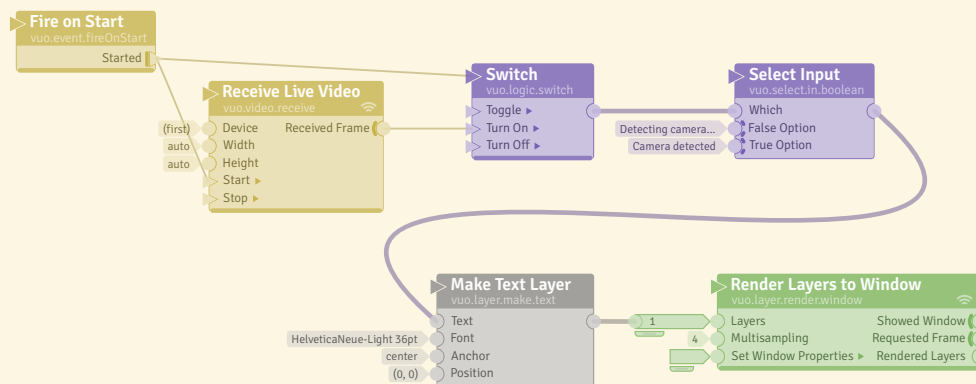 Fire on Start
vuo.event.fireOnStart
Started
Receive Live Video
vuo.video.receive
(first) Device Received Frame
auto Width
auto Height
Start
Stop
Switch
vuo.logic.switch
Toggle
Turn On
Turn Off
Select Input
vuo.select.in.boolean
Which
Detecting camera... False Option
Camera detected True Option
Make Text Layer
vuo.layer.make.text
Text
HelveticaNeue-Light 36pt Font
center Anchor
(0, 0) Position
Render Layers to Window
vuo.layer.render.window
1 Layers Showed Window
4 Multisampling Requested Frame
Set Window Properties Rendered Layers